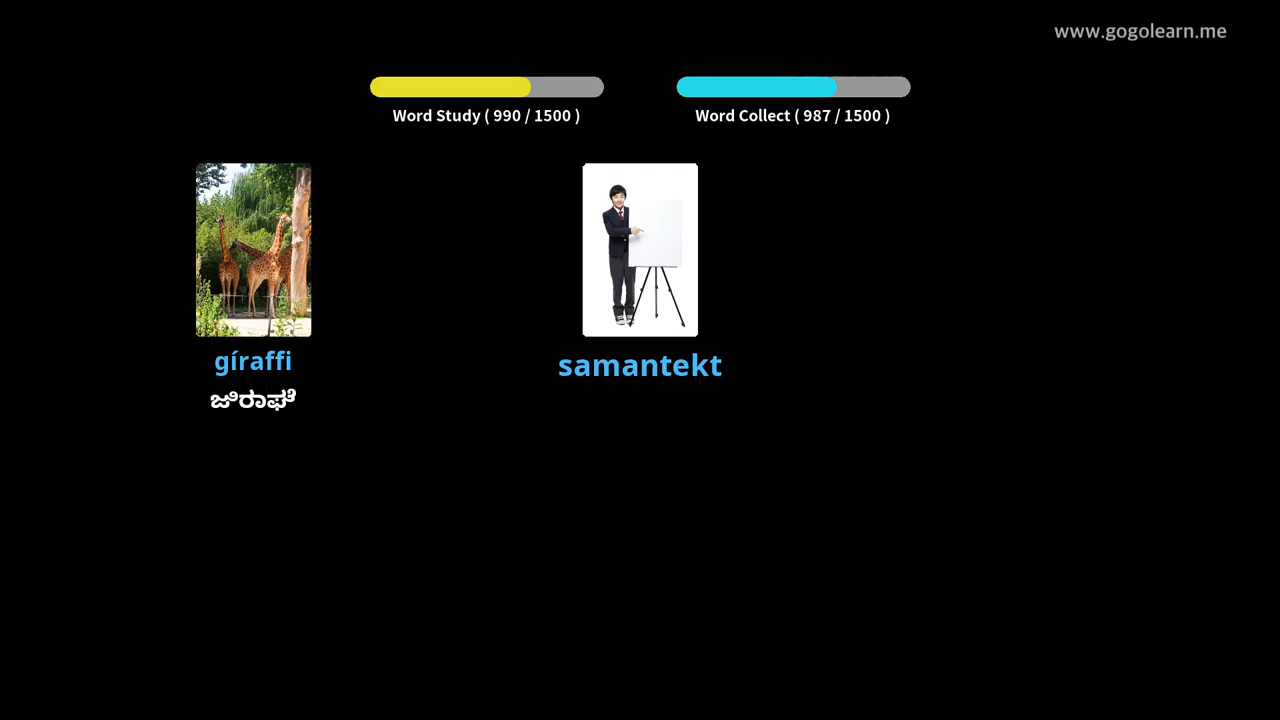 www.gogolearn.me
Word Study ( 990 / 1500 )
Word Collect ( 987 / 1500 )
gíraffi
ಜಿರಾಫೆ
samantekt